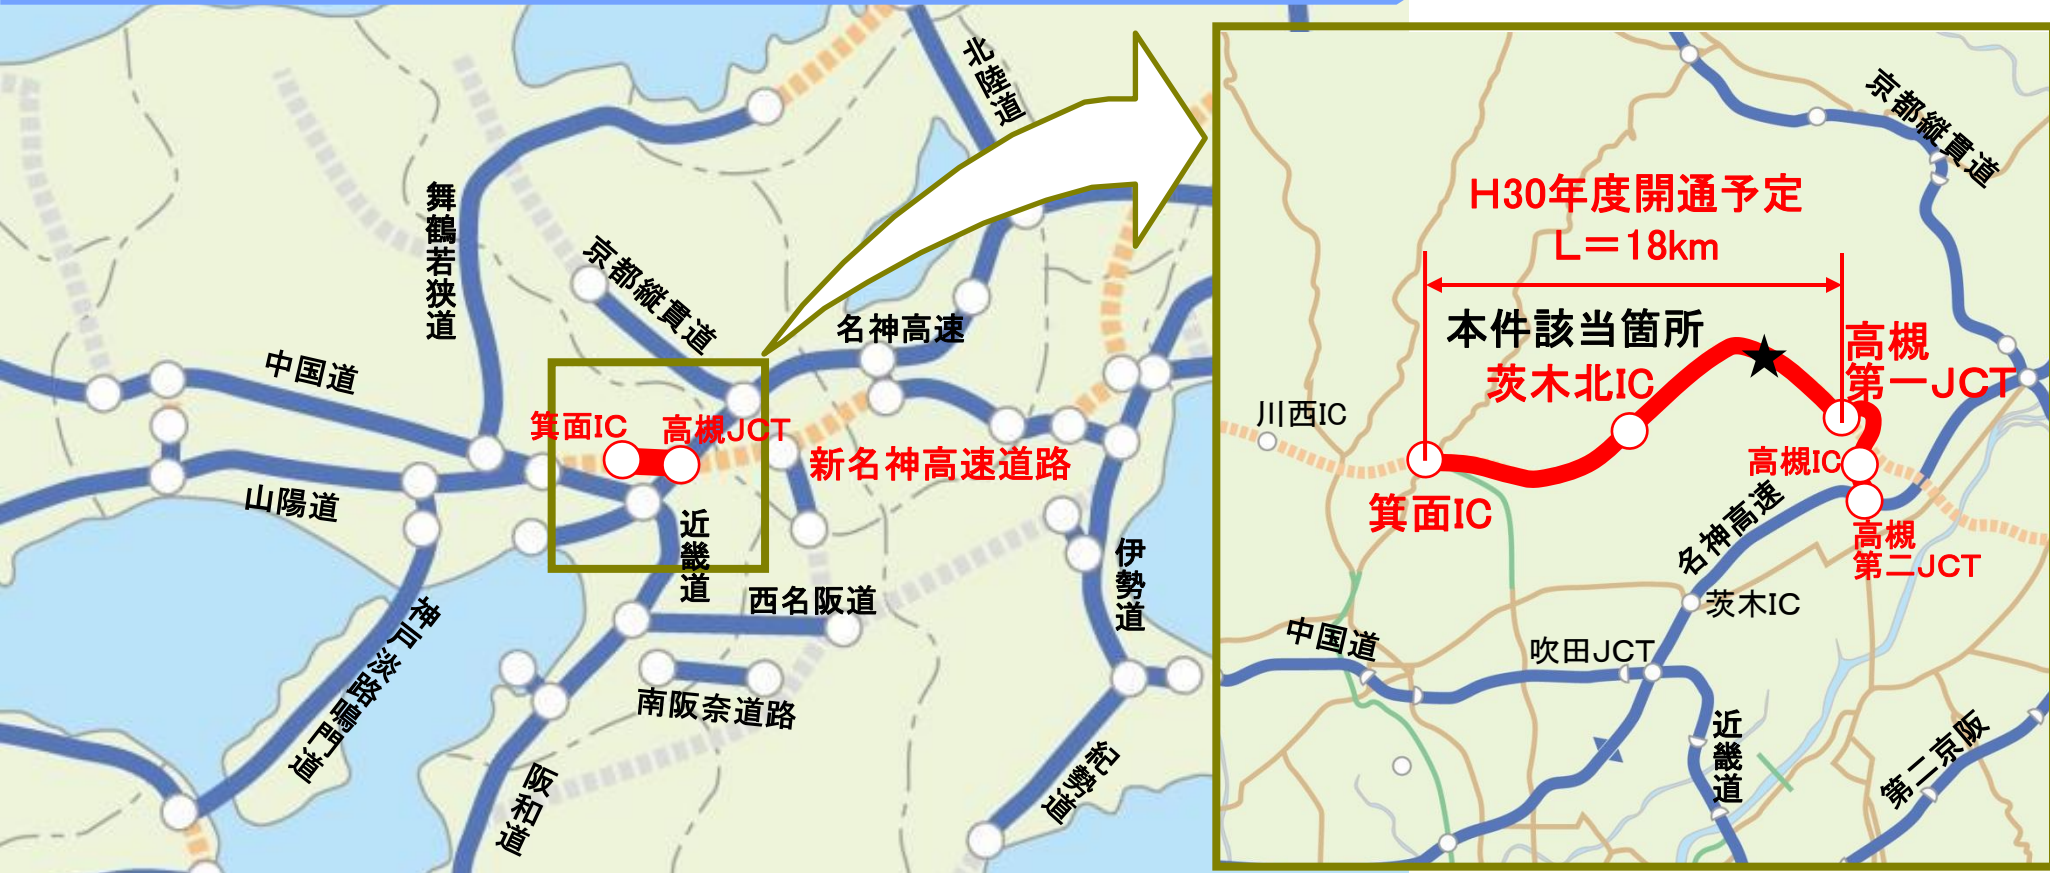 北陸道
舞鶴若狭道
京都縦貫道
名神高速
中国道
箕面IC
高槻JCT
新名神高速道路
山陽道
近畿道
伊勢道
西名阪道
神戸淡路鳴門道
南阪奈道路
阪和道
紀勢道
京都縦貫道
H30年度開通予定
L=18km
本件該当箇所
高槻
第一JCT
茨木北IC
川西IC
高槻IC
箕面IC
名神高速
高槻
第二JCT
茨木IC
中国道
吹田JCT
近畿道
第二京阪